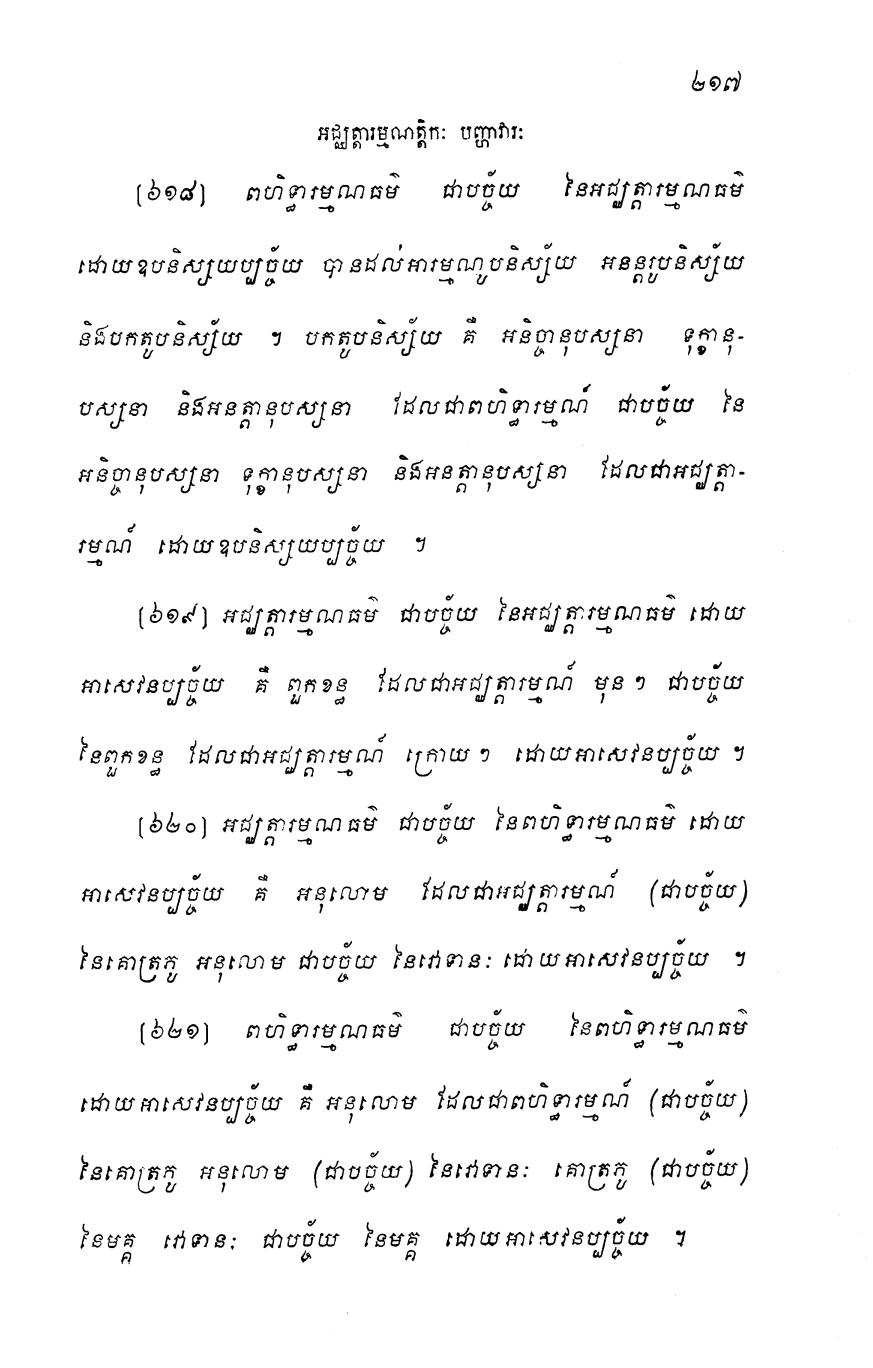 ២១៧
អជ្ឈត្តារម្មណត្តិកៈ បញ្ហាវារៈ
[៦១៨] ពហិទ្ធារម្មណធម៌ ជាបច្ច័យ នៃអជ្ឈត្តារម្មណធម៌
ដោយឧបនិស្សយប្បច្ច័យ បានដល់អារម្មណូបនិស្ស័យ អនន្តរូបនិស្ស័យ
និងបកតូបនិស្ស័យ ។ បកតូបនិស្ស័យ គឺ អនិច្ចានុបស្សនា ទុក្ខានុ-
បស្សនា និងអនត្តានុបស្សនា ដែលជាពហិទ្ធារម្មណ៍ ជាបច្ច័យ នៃ
អនិច្ចានុបស្សនា ទុក្ខានុបស្សនា និងអនត្តានុបស្សនា ដែលជាអជ្ឈត្តា-
រម្មណ៍ ដោយឧបនិស្សយប្បច្ច័យ ។
[៦១៩] អជ្ឈត្តារម្មណធម៌ ជាបច្ច័យ នៃអជ្ឈត្តារម្មណធម៌ ដោយ
អាសេវនប្បច្ច័យ គឺ ពួកខន្ធ ដែលជាអជ្ឈត្តារម្មណ៍ មុនៗ ជាបច្ច័យ
នៃពួកខន្ធ ដែលជាអជ្ឈត្តារម្មណ៍ ក្រោយៗ ដោយអាសេវនប្បច្ច័យ ។
[៦២០] អជ្ឈត្តារម្មណធម៌ ជាបច្ច័យ នៃពហិទ្ធារម្មណធម៌ ដោយ
អាសេវនប្បច្ច័យ គឺ អនុលោម ដែលជាអជ្ឈត្តារម្មណ៍ (ជាបច្ច័យ)
នៃគោត្រភូ អនុលោម ជាបច្ច័យ នៃវោទានៈ ដោយអាសេវនប្បច្ច័យ ។
[៦២១] ពហិទ្ធារម្មណធម៌ ជាបច្ច័យ នៃពហិទ្ធារម្មណធម៌
ដោយអាសេវនប្បច្ច័យ គឺ អនុលោម ដែលជាពហិទ្ធារម្មណ៍ (ជាបច្ច័យ)
នៃគោត្រភូ អនុលោម (ជាបច្ច័យ) នៃវោទានៈ គោត្រភូ (ជាបច្ច័យ)
នៃមគ្គ វោទានៈ ជាបច្ច័យ នៃមគ្គ ដោយអាសេវនប្បច្ច័យ ។